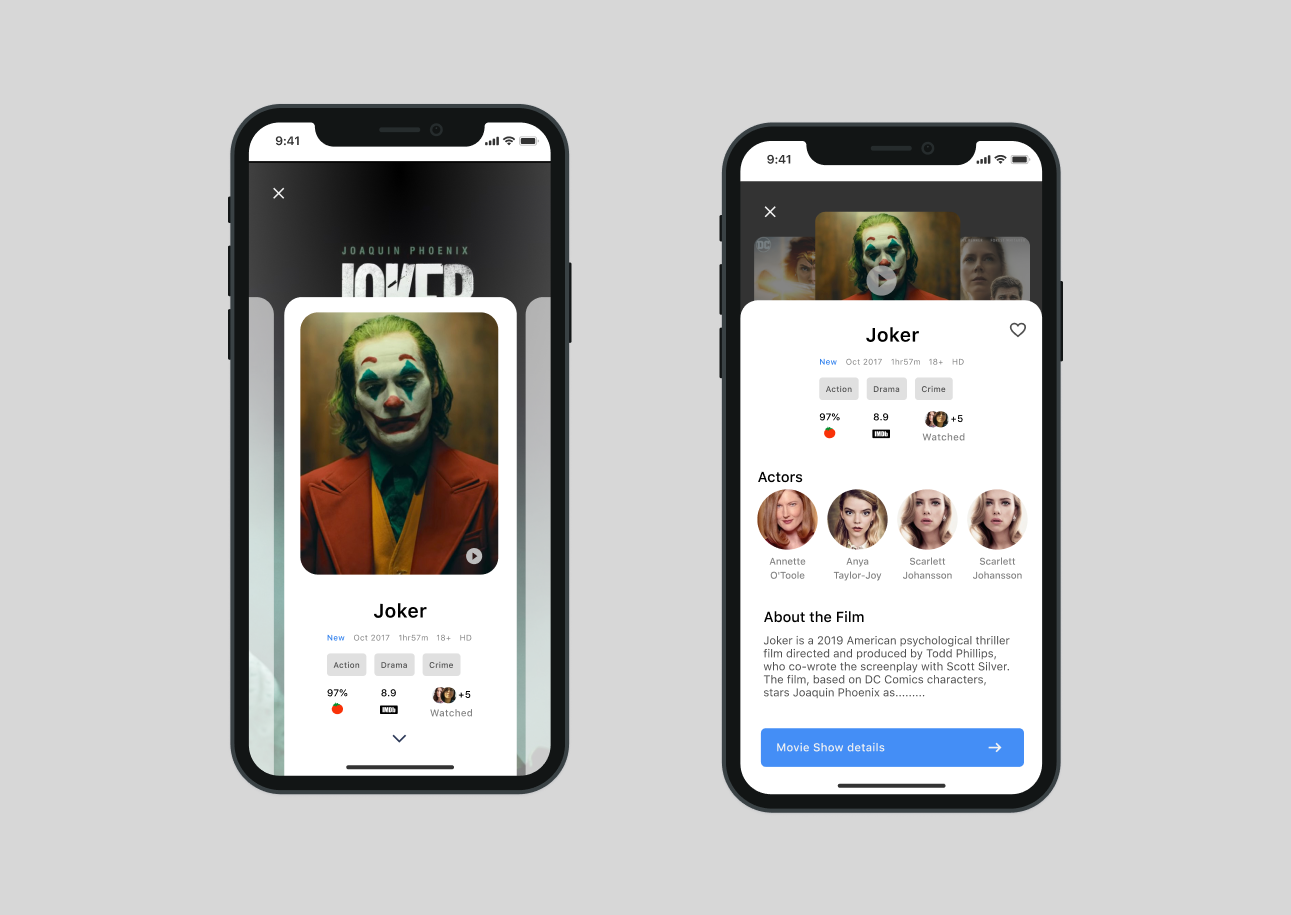 9:41
JOAQUIN PHOENIX
JOKER
Joker
New Oct 2017 1hr57m 18+ HD
Action Drama Crime
97% 8.9 +5
IMDb Watched
9:41
DC
Joker
New Oct 2017 1hr57m 18+ HD
Action Drama Crime
97% 8.9 +5
IMDb Watched
Actors
Annette Anya Scarlett Scarlett
O'Toole Taylor-Joy Johansson Johansson
About the Film
Joker is a 2019 American psychological thriller
film directed and produced by Todd Phillips,
who co-wrote the screenplay with Scott Silver.
The film, based on DC Comics characters,
stars Joaquin Phoenix as.........
Movie Show details